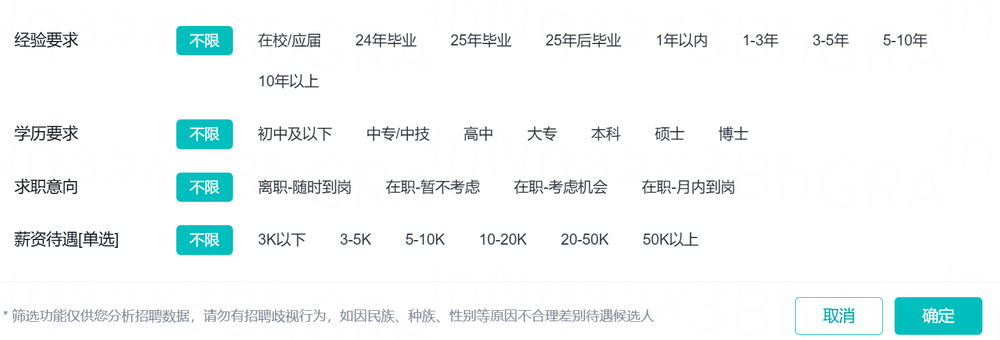 经验要求 不限 在校/应届 24年毕业 25年毕业 25年后毕业 1年以内 1-3年 3-5年 5-10年
10年以上
学历要求 不限 初中及以下 中专/中技 高中 大专 本科 硕士 博士
求职意向 不限 离职-随时到岗 在职-暂不考虑 在职-考虑机会 在职-月内到岗
薪资待遇[单选] 不限 3K以下 3-5K 5-10K 10-20K 20-50K 50K以上
* 筛选功能仅供您分析招聘数据，请勿有招聘歧视行为，如因民族、种族、性别等原因不合理差别待遇候选人 取消 确定